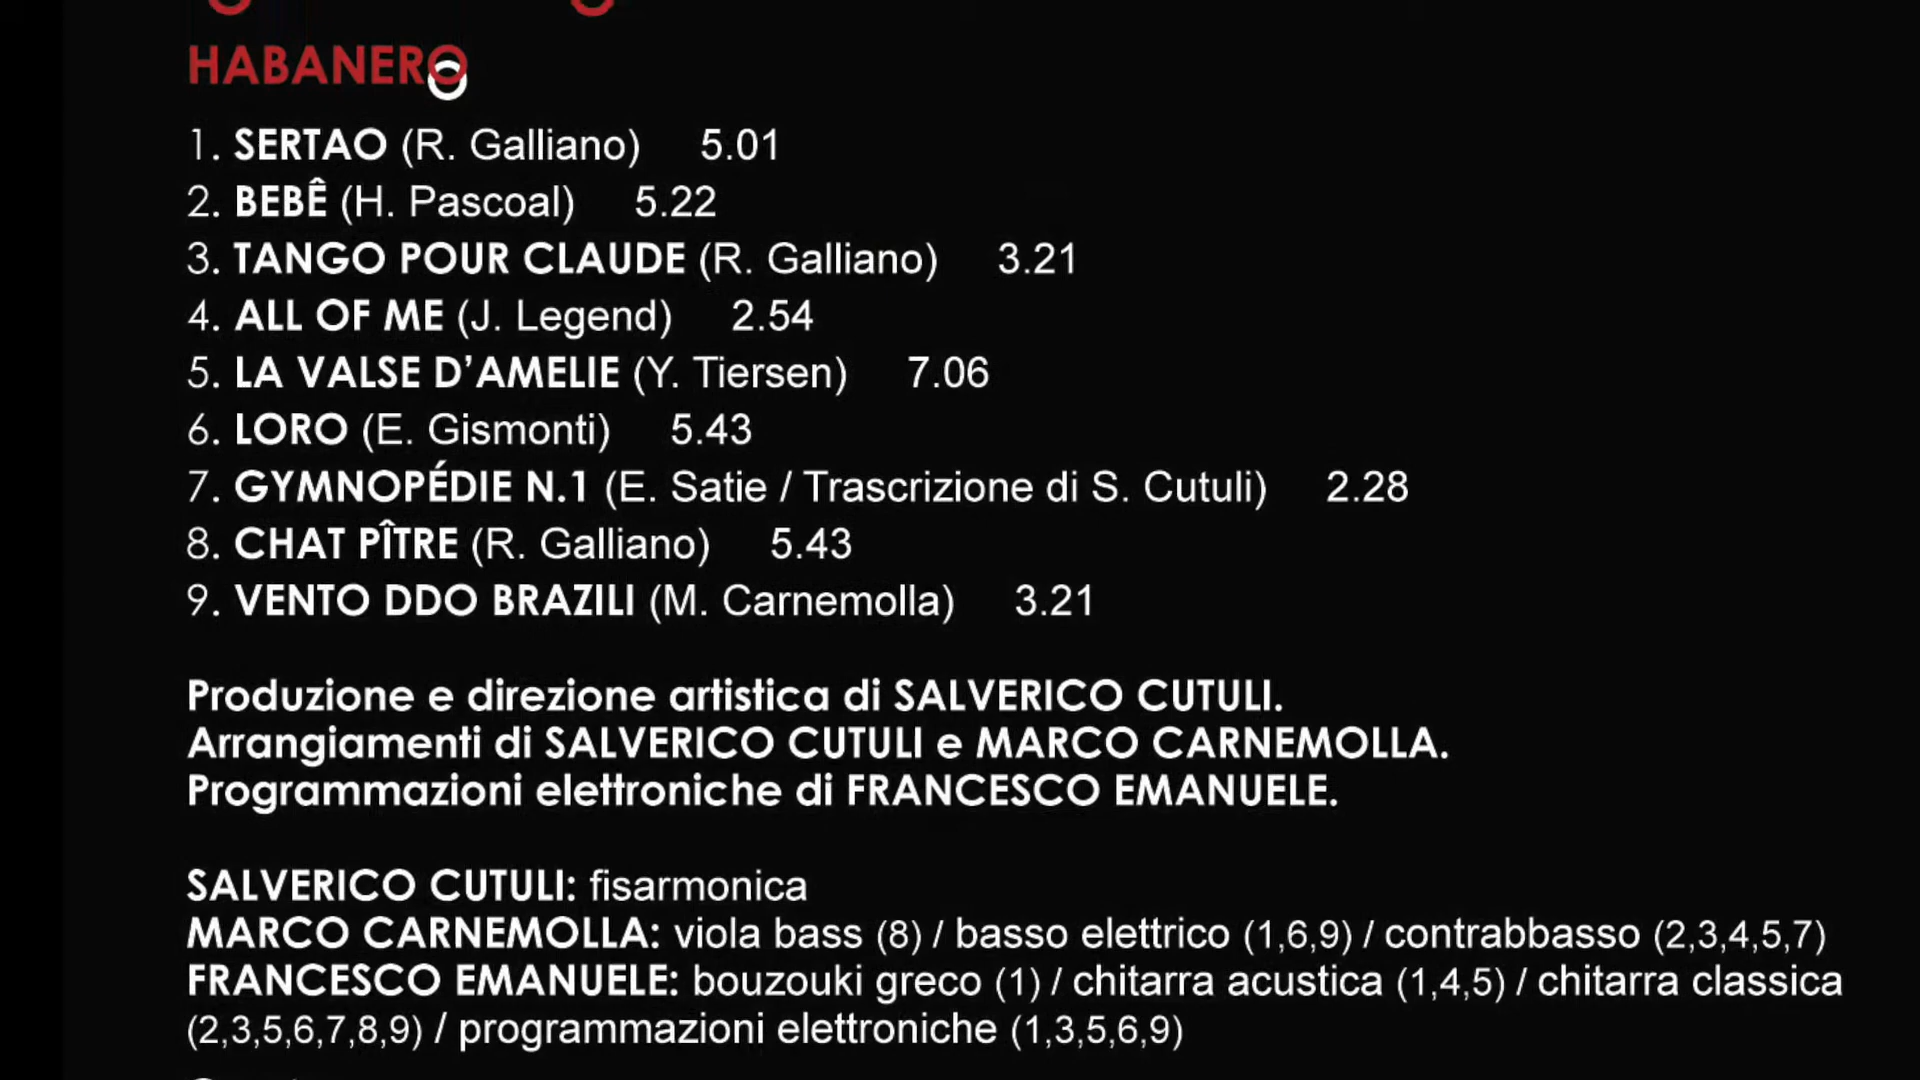 HABANERO
1. SERTAO (R. Galliano) 5.01
2. BEBÊ (H. Pascoal) 5.22
3. TANGO POUR CLAUDE (R. Galliano) 3.21
4. ALL OF ME (J. Legend) 2.54
5. LA VALSE D’AMELIE (Y. Tiersen) 7.06
6. LORO (E. Gismonti) 5.43
7. GYMNOPÉDIE N.1 (E. Satie / Trascrizione di S. Cutuli) 2.28
8. CHAT PÎTRE (R. Galliano) 5.43
9. VENTO DDO BRAZILI (M. Carnemolla) 3.21
Produzione e direzione artistica di SALVERICO CUTULI.
Arrangiamenti di SALVERICO CUTULI e MARCO CARNEMOLLA.
Programmazioni elettroniche di FRANCESCO EMANUELE.
SALVERICO CUTULI: fisarmonica
MARCO CARNEMOLLA: viola bass (8) / basso elettrico (1,6,9) / contrabbasso (2,3,4,5,7)
FRANCESCO EMANUELE: bouzouki greco (1) / chitarra acustica (1,4,5) / chitarra classica
(2,3,5,6,7,8,9) / programmazioni elettroniche (1,3,5,6,9)